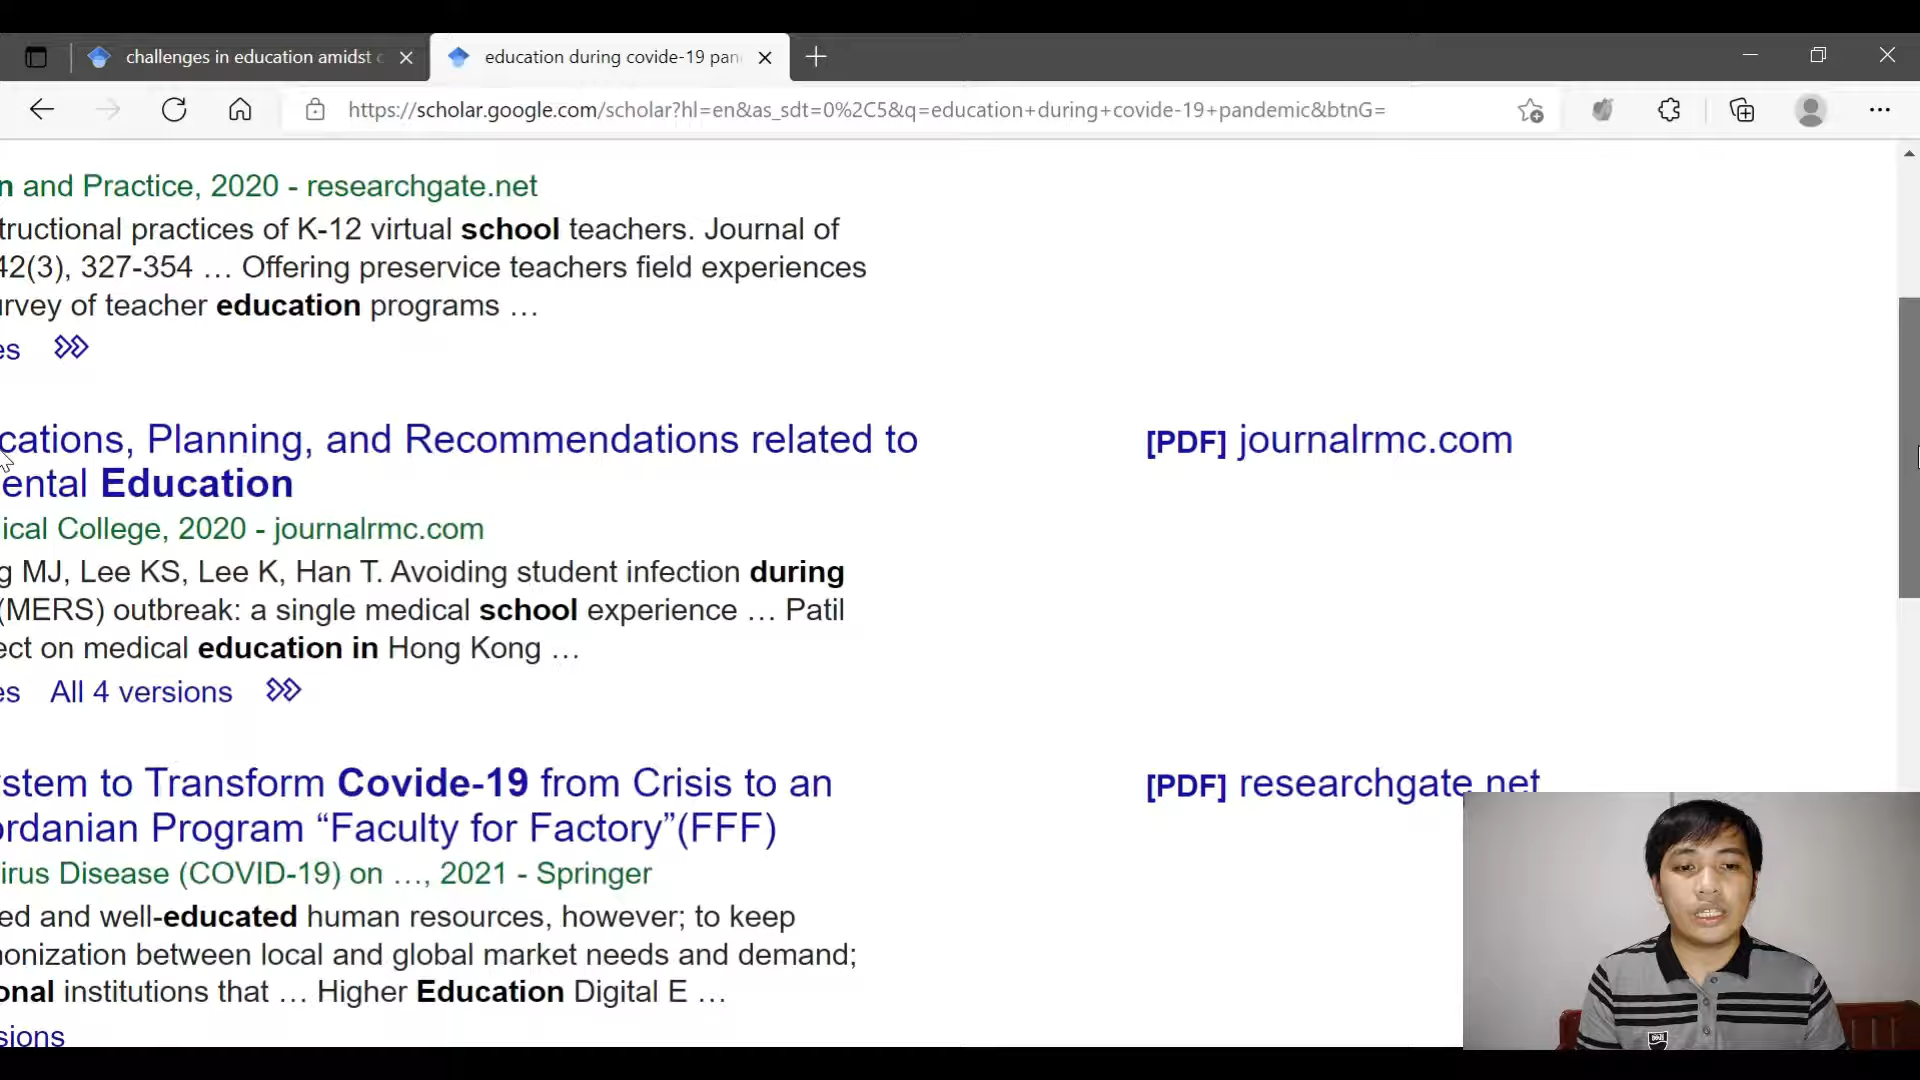 challenges in education amidst c
education during covide-19 pan
https://scholar.google.com/scholar?hl=en&as_sdt=0%2C5&q=education+during+covide-19+pandemic&btnG=
n and Practice, 2020 - researchgate.net
tructional practices of K-12 virtual school teachers. Journal of
42(3), 327-354 … Offering preservice teachers field experiences
urvey of teacher education programs …
es
cations, Planning, and Recommendations related to
[PDF] journalrmc.com
ental Education
ical College, 2020 - journalrmc.com
g MJ, Lee KS, Lee K, Han T. Avoiding student infection during
(MERS) outbreak: a single medical school experience … Patil
ect on medical education in Hong Kong …
es All 4 versions
ystem to Transform Covide-19 from Crisis to an
[PDF] researchgate.net
ordanian Program “Faculty for Factory”(FFF)
irus Disease (COVID-19) on …, 2021 - Springer
ed and well-educated human resources, however; to keep
nonization between local and global market needs and demand;
onal institutions that … Higher Education Digital E …
sions